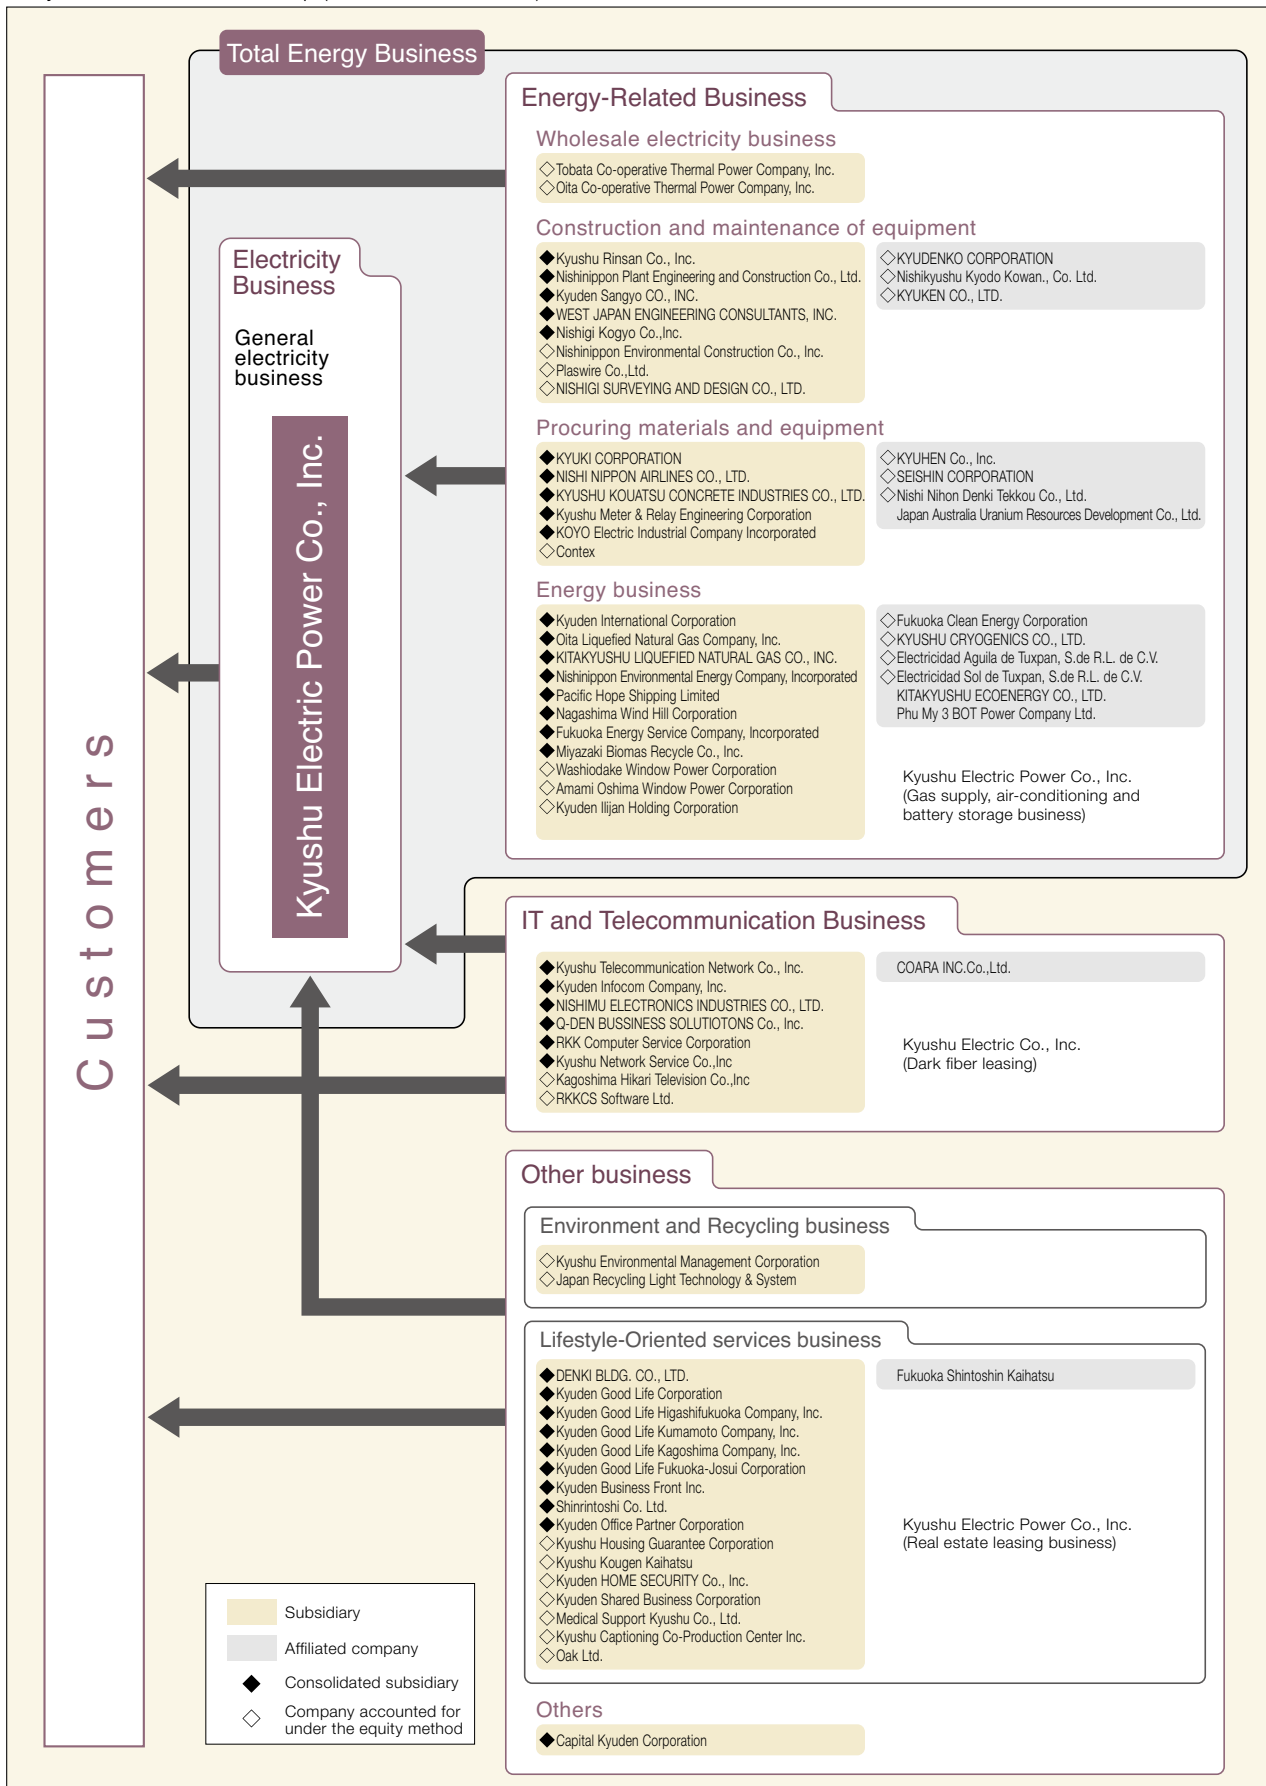 Total Energy Business
Customers
Electricity
Business
General
electricity
business
Kyushu Electric Power Co., Inc.
Energy-Related Business
Wholesale electricity business
◇Tobata Co-operative Thermal Power Company, Inc.
◇Oita Co-operative Thermal Power Company, Inc.
Construction and maintenance of equipment
◆Kyushu Rinsan Co., Inc.
◆Nishinippon Plant Engineering and Construction Co., Ltd.
◆Kyuden Sangyo CO., INC.
◆WEST JAPAN ENGINEERING CONSULTANTS, INC.
◆Nishigi Kogyo Co.,Inc.
◇Nishinippon Environmental Construction Co., Inc.
◇Plaswire Co.,Ltd.
◇NISHIGI SURVEYING AND DESIGN CO., LTD.
◇KYUDENKO CORPORATION
◇Nishikyushu Kyodo Kowan., Co. Ltd.
◇KYUKEN CO., LTD.
Procuring materials and equipment
◆KYUKI CORPORATION
◆NISHI NIPPON AIRLINES CO., LTD.
◆KYUSHU KOUATSU CONCRETE INDUSTRIES CO., LTD.
◆Kyushu Meter & Relay Engineering Corporation
◆KOYO Electric Industrial Company Incorporated
◇Contex
◇KYUHEN Co., Inc.
◇SEISHIN CORPORATION
◇Nishi Nihon Denki Tekkou Co., Ltd.
Japan Australia Uranium Resources Development Co., Ltd.
Energy business
◆Kyuden International Corporation
◆Oita Liquefied Natural Gas Company, Inc.
◆KITAKYUSHU LIQUEFIED NATURAL GAS CO., INC.
◆Nishinippon Environmental Energy Company, Incorporated
◆Pacific Hope Shipping Limited
◆Nagashima Wind Hill Corporation
◆Fukuoka Energy Service Company, Incorporated
◆Miyazaki Biomas Recycle Co., Inc.
◇Washiodake Window Power Corporation
◇Amami Oshima Window Power Corporation
◇Kyuden Ilijan Holding Corporation
◇Fukuoka Clean Energy Corporation
◇KYUSHU CRYOGENICS CO., LTD.
◇Electricidad Aguila de Tuxpan, S.de R.L. de C.V.
◇Electricidad Sol de Tuxpan, S.de R.L. de C.V.
KITAKYUSHU ECOENERGY CO., LTD.
Phu My 3 BOT Power Company Ltd.
Kyushu Electric Power Co., Inc.
(Gas supply, air-conditioning and
battery storage business)
IT and Telecommunication Business
◆Kyushu Telecommunication Network Co., Inc.
◆Kyuden Infocom Company, Inc.
◆NISHIMU ELECTRONICS INDUSTRIES CO., LTD.
◆Q-DEN BUSSINESS SOLUTIOTONS Co., Inc.
◆RKK Computer Service Corporation
◆Kyushu Network Service Co.,Inc
◇Kagoshima Hikari Television Co.,Inc
◇RKKCS Software Ltd.
COARA INC.Co.,Ltd.
Kyushu Electric Co., Inc.
(Dark fiber leasing)
Other business
Environment and Recycling business
◇Kyushu Environmental Management Corporation
◇Japan Recycling Light Technology & System
Lifestyle-Oriented services business
◆DENKI BLDG. CO., LTD.
◆Kyuden Good Life Corporation
◆Kyuden Good Life Higashifukuoka Company, Inc.
◆Kyuden Good Life Kumamoto Company, Inc.
◆Kyuden Good Life Kagoshima Company, Inc.
◆Kyuden Good Life Fukuoka-Josui Corporation
◆Kyuden Business Front Inc.
◆Shinrintoshi Co. Ltd.
◆Kyuden Office Partner Corporation
◇Kyushu Housing Guarantee Corporation
◇Kyushu Kougen Kaihatsu
◇Kyuden HOME SECURITY Co., Inc.
◇Kyuden Shared Business Corporation
◇Medical Support Kyushu Co., Ltd.
◇Kyushu Captioning Co-Production Center Inc.
◇Oak Ltd.
Fukuoka Shintoshin Kaihatsu
Kyushu Electric Power Co., Inc.
(Real estate leasing business)
Others
◆Capital Kyuden Corporation
Subsidiary
Affiliated company
◆ Consolidated subsidiary
◇ Company accounted for
under the equity method